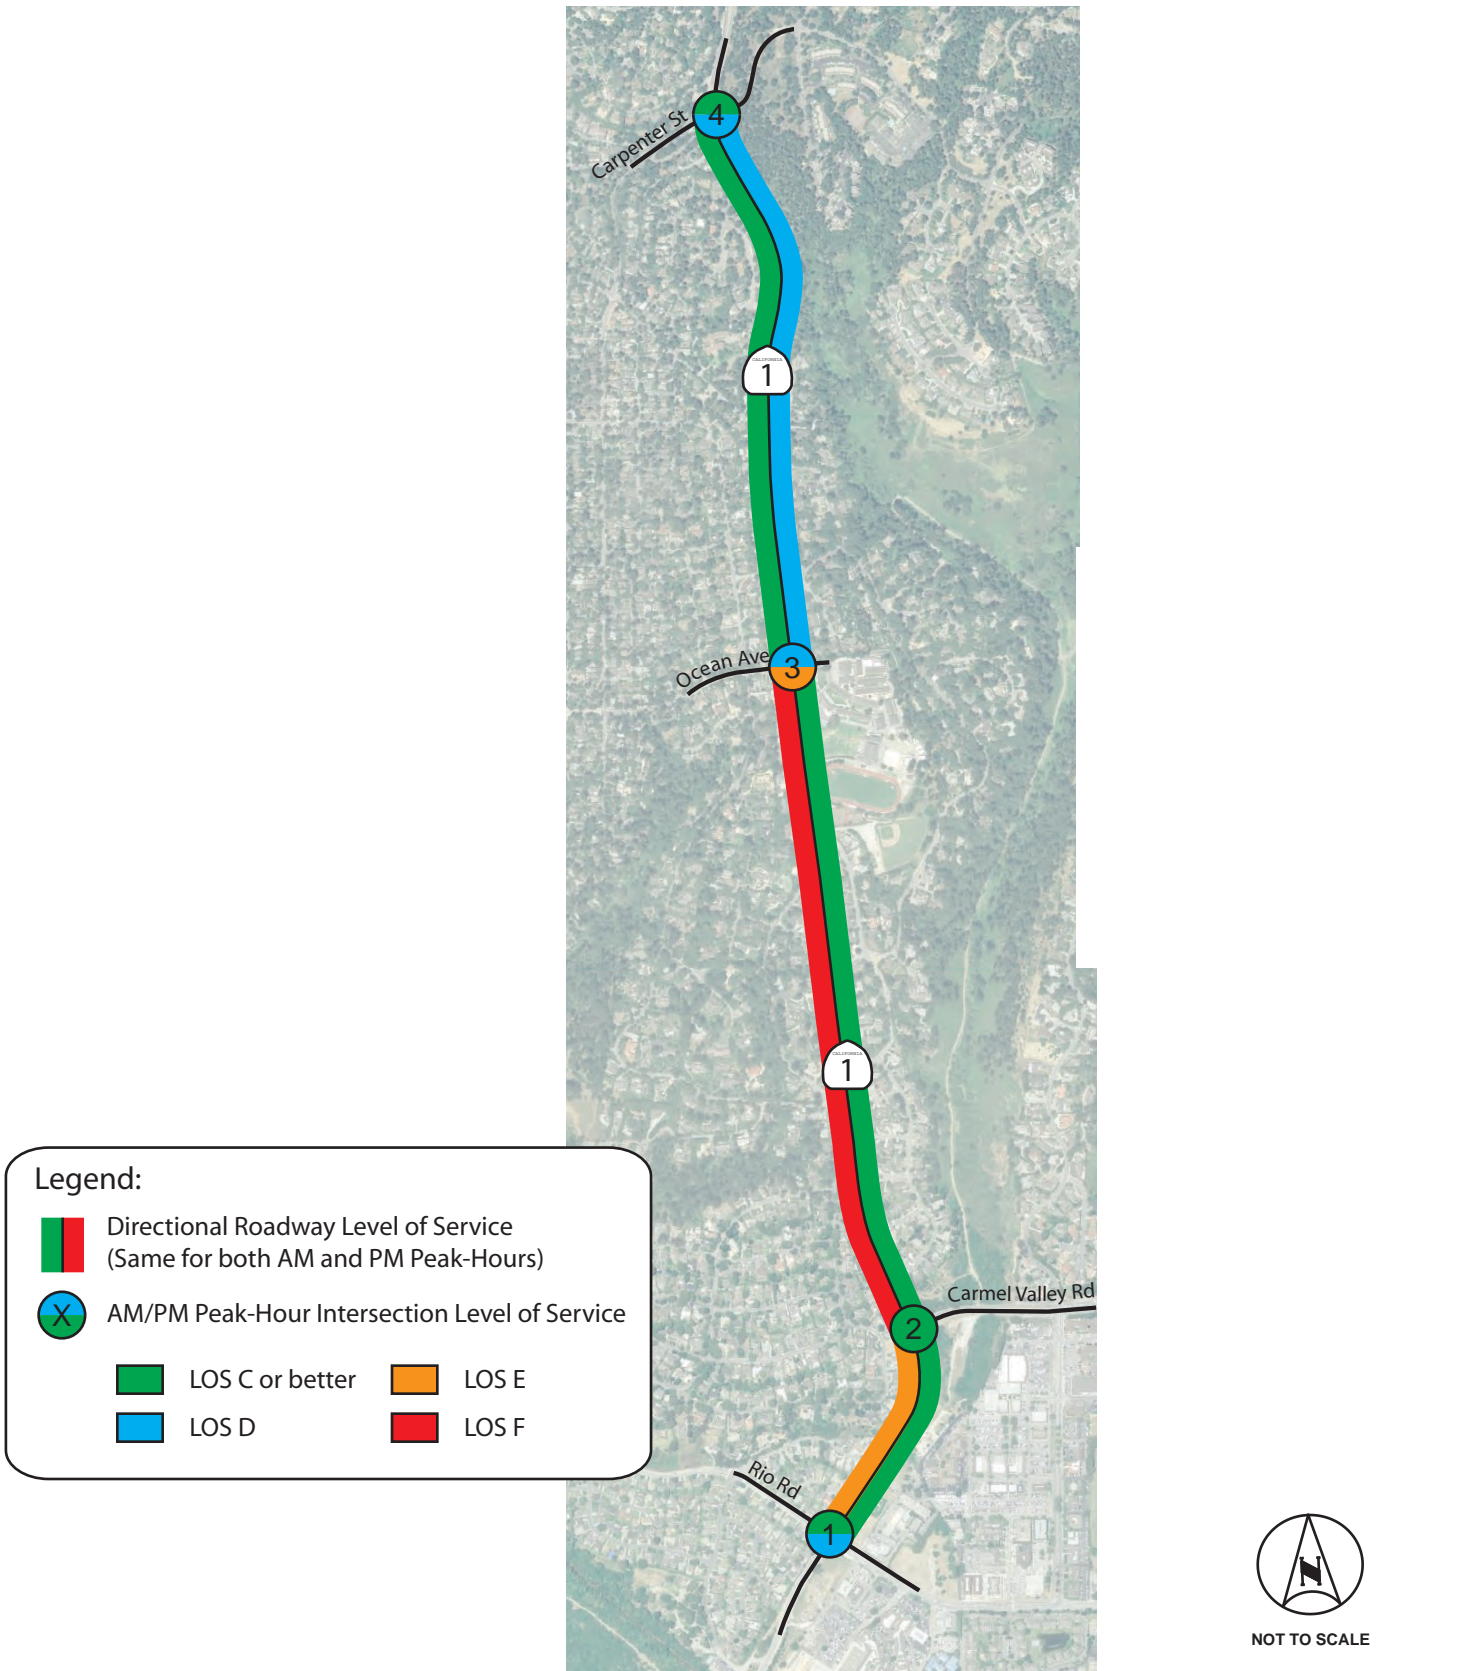 4
Carpenter St
CALIFORNIA
1
Ocean Ave
3
CALIFORNIA
1
Carmel Valley Rd
2
Rio Rd
1
Legend:
Directional Roadway Level of Service
(Same for both AM and PM Peak-Hours)
X
AM/PM Peak-Hour Intersection Level of Service
LOS C or better
LOS E
LOS D
LOS F
N
NOT TO SCALE